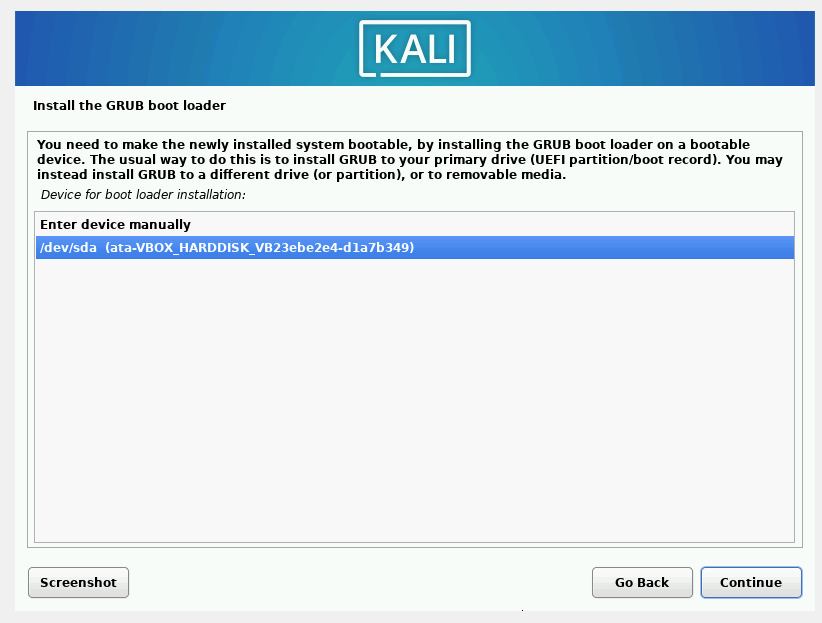 KALI
Install the GRUB boot loader
You need to make the newly installed system bootable, by installing the GRUB boot loader on a bootable
device. The usual way to do this is to install GRUB to your primary drive (UEFI partition/boot record). You may
instead install GRUB to a different drive (or partition), or to removable media.
Device for boot loader installation:
Enter device manually
/dev/sda  (ata-VBOX_HARDDISK_VB23ebe2e4-d1a7b349)
Screenshot
Go Back
Continue